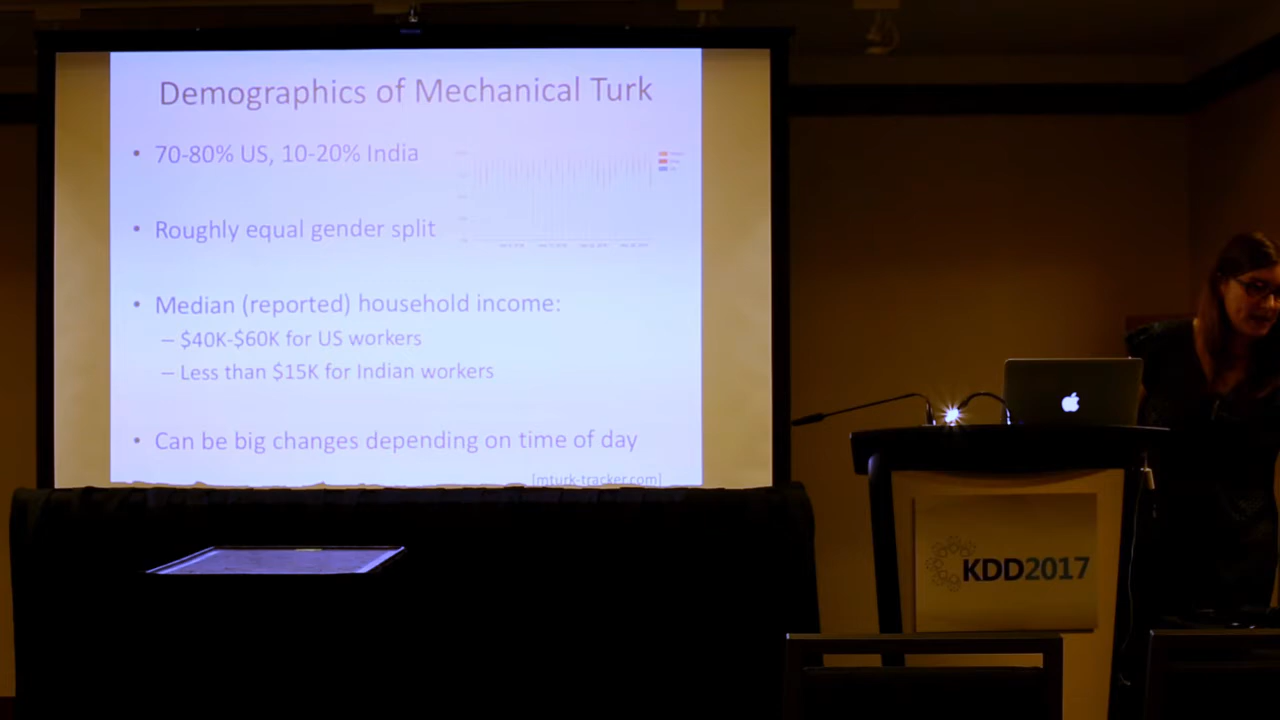 Demographics of Mechanical Turk
• 70-80% US, 10-20% India
• Roughly equal gender split
• Median (reported) household income:
– $40K-$60K for US workers
– Less than $15K for Indian workers
• Can be big changes depending on time of day
[mturk-tracker.com]
KDD2017